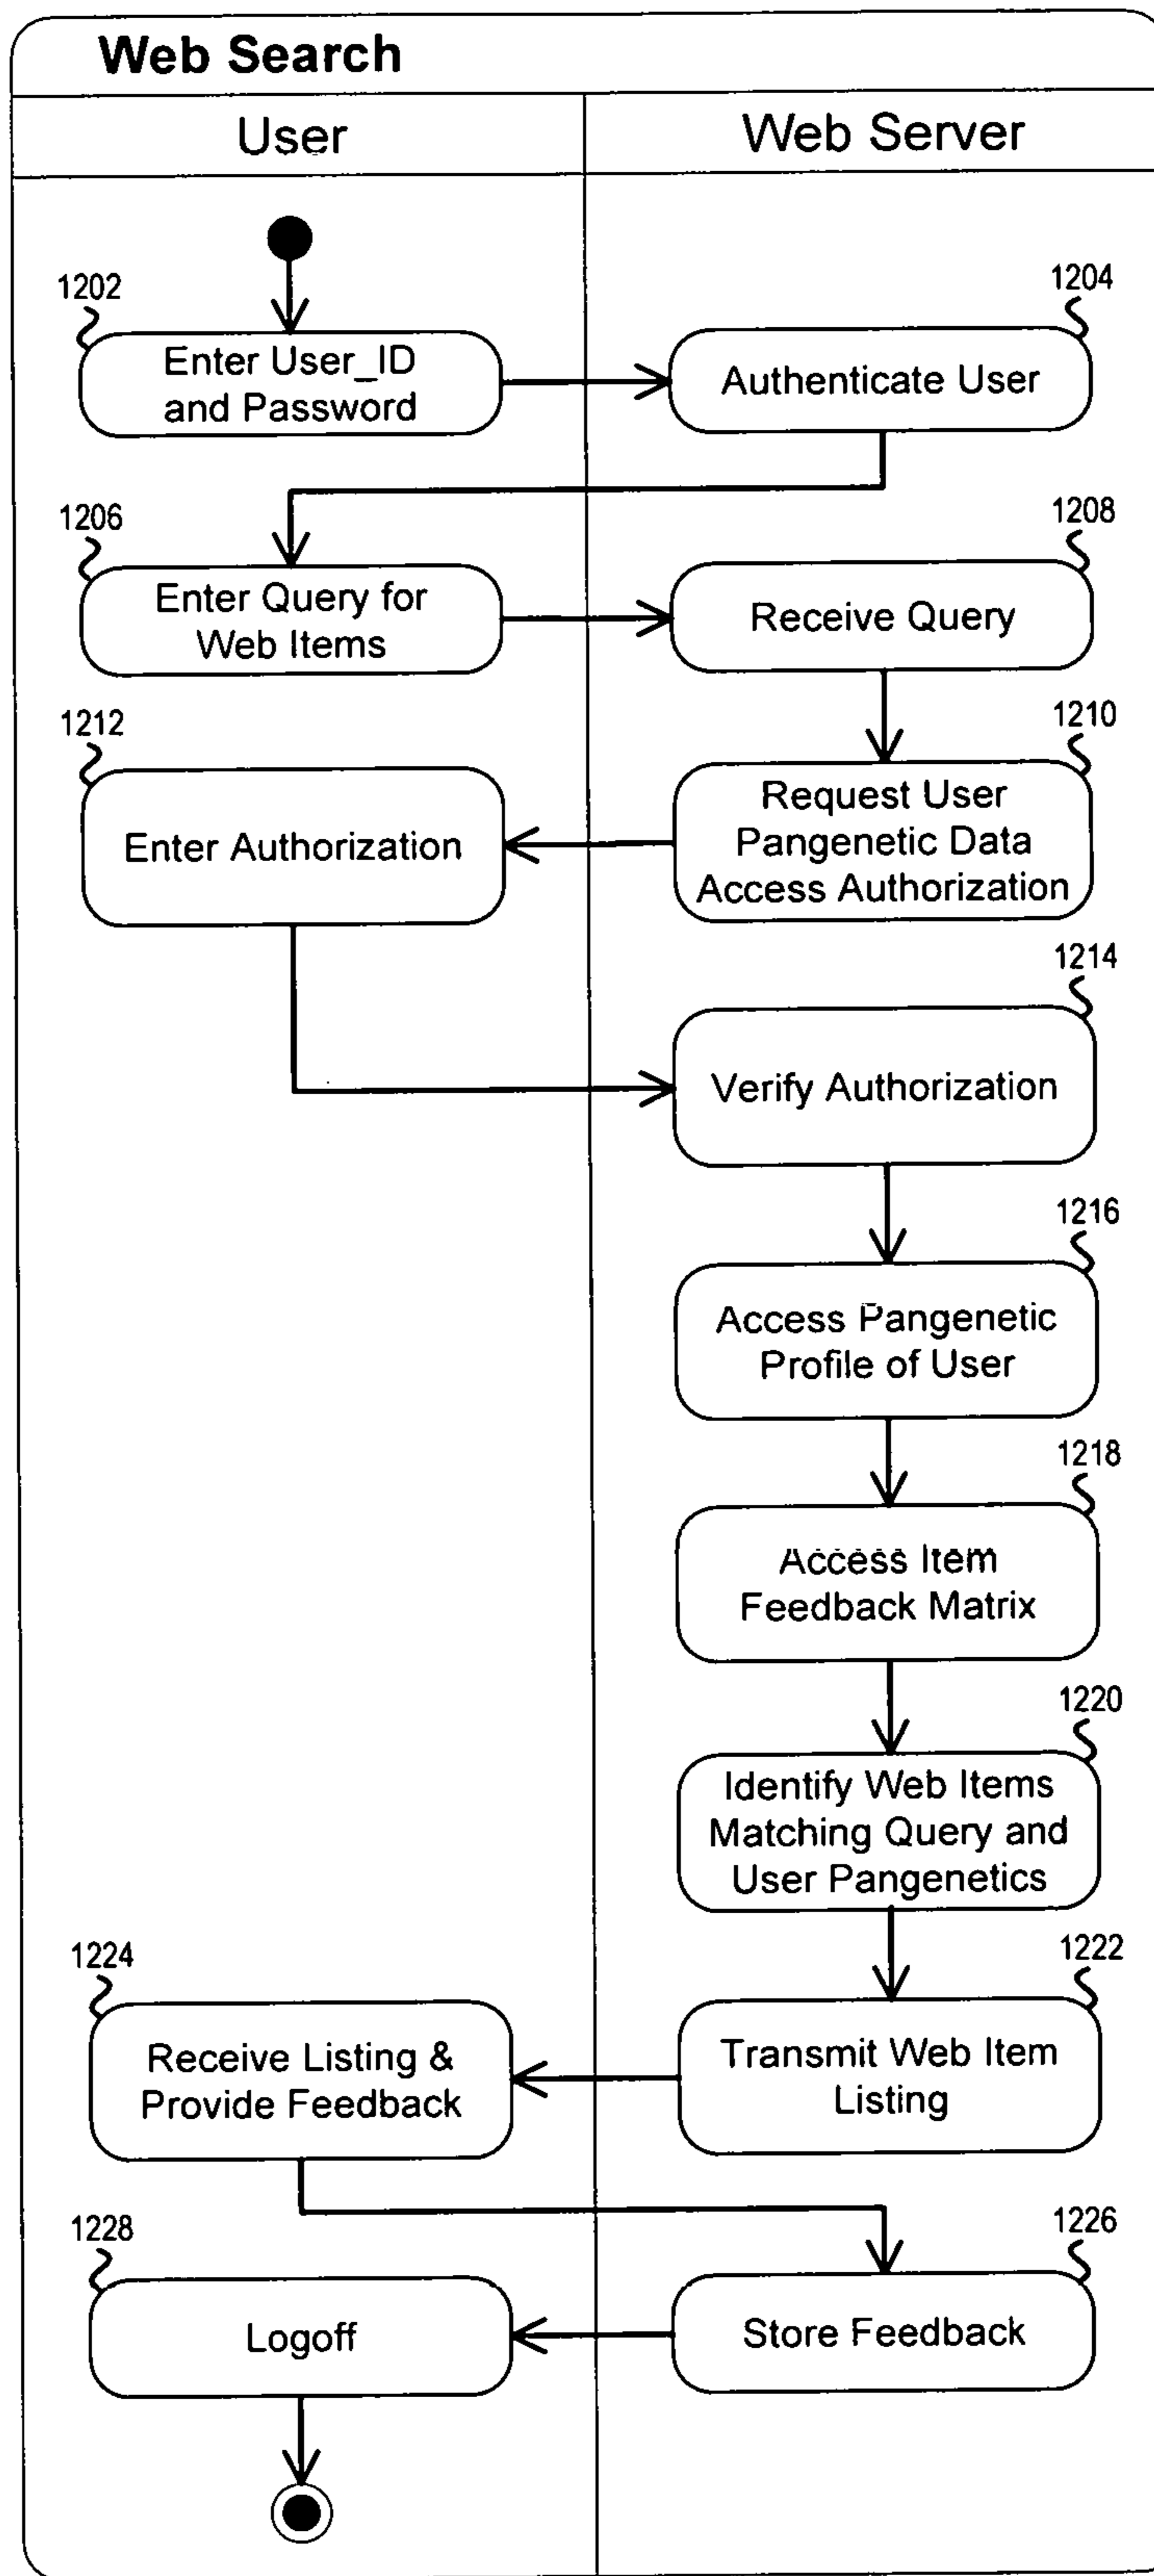 Web Search
User
Web Server
1202
Enter User_ID
and Password
1204
Authenticate User
1206
Enter Query for
Web Items
1208
Receive Query
1210
Request User
Pangenetic Data
Access Authorization
1212
Enter Authorization
1214
Verify Authorization
1216
Access Pangenetic
Profile of User
1218
Access Item
Feedback Matrix
1220
Identify Web Items
Matching Query and
User Pangenetics
1222
Transmit Web Item
Listing
1224
Receive Listing &
Provide Feedback
1226
Store Feedback
1228
Logoff